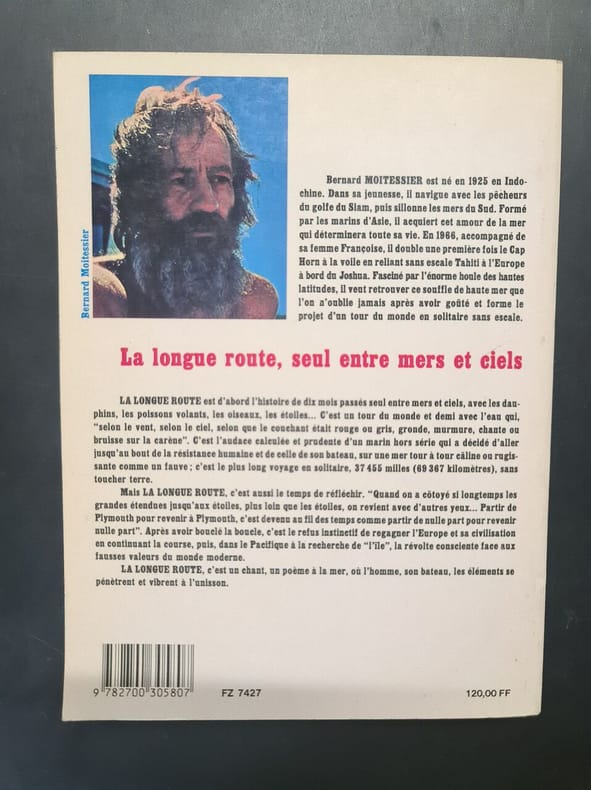 Bernard Moitessier
Bernard MOITESSIER est né en 1925 en Indo-
chine. Dans sa jeunesse, il navigue avec les pêcheurs
du golfe du Siam, puis sillonne les mers du Sud. Formé
par les marins d'Asie, il acquiert cet amour de la mer
qui déterminera toute sa vie. En 1966, accompagné de
sa femme Françoise, il double une première fois le Cap
Horn à la voile en reliant sans escale Tahiti à l'Europe
à bord du Joshua. Fasciné par l'énorme houle des hautes
latitudes, il veut retrouver ce souffle de haute mer que
l'on n'oublie jamais après avoir goûté et forme le
projet d'un tour du monde en solitaire sans escale.
La longue route, seul entre mers et ciels
LA LONGUE ROUTE est d'abord l'histoire de dix mois passés seul entre mers et ciels, avec les dau-
phins, les poissons volants, les oiseaux, les étoiles... C'est un tour du monde et demi avec l'eau qui,
"selon le vent, selon le ciel, selon que le couchant était rouge ou gris, gronde, murmure, chante ou
bruisse sur la carène". C'est l'audace calculée et prudente d'un marin hors série qui a décidé d'aller
jusqu'au bout de la résistance humaine et de celle de son bateau, sur une mer tour à tour câline ou rugis-
sante comme un fauve ; c'est le plus long voyage en solitaire, 37 455 milles (69 367 kilomètres), sans
toucher terre.
Mais LA LONGUE ROUTE, c'est aussi le temps de réfléchir. "Quand on a côtoyé si longtemps les
grandes étendues jusqu'aux étoiles, plus loin que les étoiles, on revient avec d'autres yeux... Partir de
Plymouth pour revenir à Plymouth, c'est devenu au fil des temps comme partir de nulle part pour revenir
nulle part". Après avoir bouclé la boucle, c'est le refus instinctif de regagner l'Europe et sa civilisation
en continuant la course, puis, dans le Pacifique à la recherche de "l'île", la révolte consciente face aux
fausses valeurs du monde moderne.
LA LONGUE ROUTE, c'est un chant, un poème à la mer, où l'homme, son bateau, les éléments se
pénètrent et vibrent à l'unisson.
9 782700 305807
FZ 7427
120,00 FF